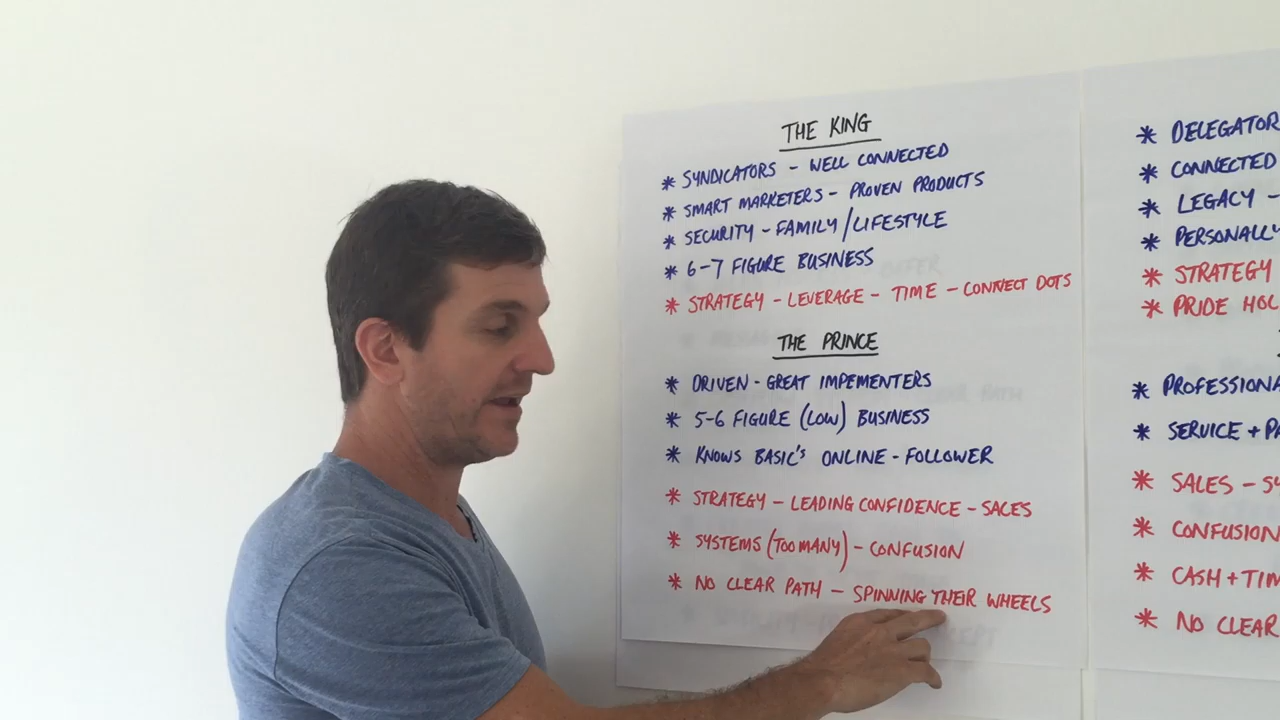 THE KING
* SYNDICATORS - WELL CONNECTED
* SMART MARKETERS - PROVEN PRODUCTS
* SECURITY - FAMILY / LIFESTYLE
* 6-7 FIGURE BUSINESS
* STRATEGY - LEVERAGE - TIME - CONNECT DOTS
THE PRINCE
* DRIVEN - GREAT IMPEMENTERS
* 5-6 FIGURE (LOW) BUSINESS
* KNOWS BASIC'S ONLINE - FOLLOWER
* STRATEGY - LEADING CONFIDENCE - SALES
* SYSTEMS (TOO MANY) - CONFUSION
* NO CLEAR PATH - SPINNING THEIR WHEELS
* DELEGATOR
* CONNECTED
* LEGACY -
* PERSONALLY
* STRATEGY
* PRIDE HOL
* PROFESSIONA
* SERVICE + PA
* SALES - SY
* CONFUSION
* CASH + TIM
* NO CLEAR